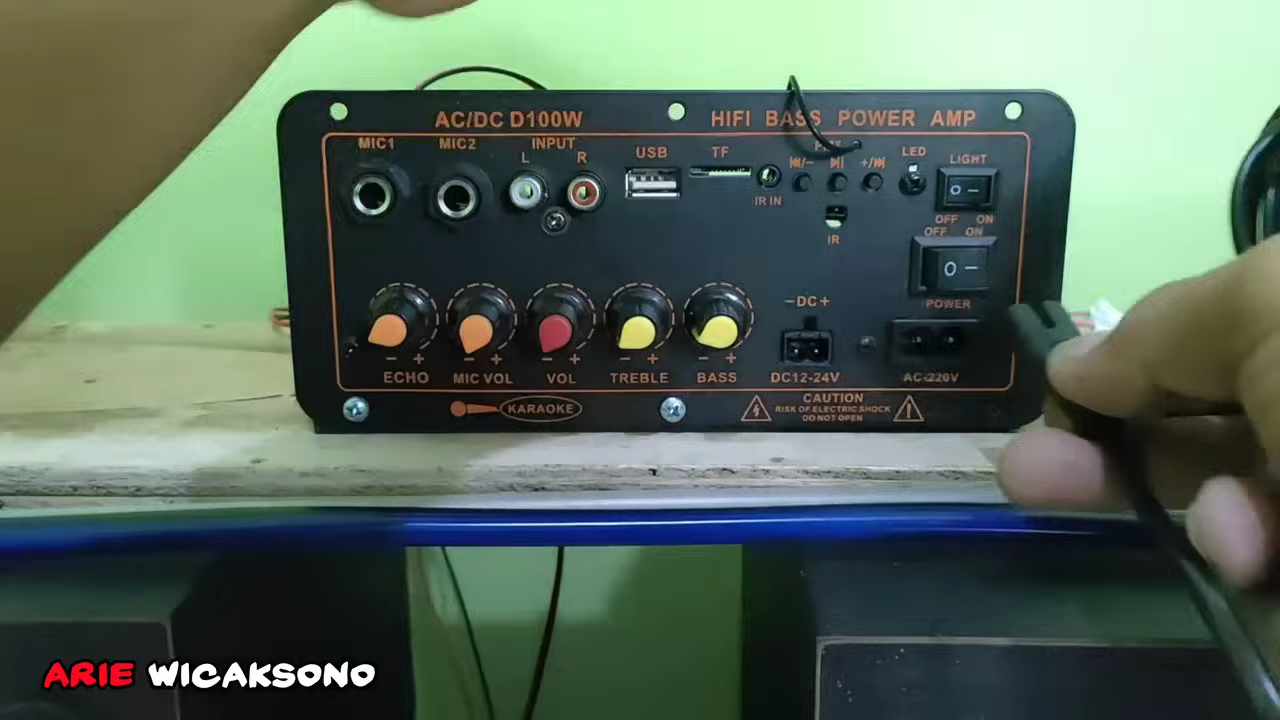 AC/DC D100W
HIFI BASS POWER AMP
MIC1
MIC2
INPUT
L
R
USB
TF
IR IN
⏮/−
⏯
+/⏭
IR
LED
LIGHT
OFF ON
OFF ON
POWER
− +
ECHO
− +
MIC VOL
− +
VOL
− +
TREBLE
− +
BASS
−DC+
DC12-24V
AC-220V
KARAOKE
CAUTION
RISK OF ELECTRIC SHOCK
DO NOT OPEN
ARIE WICAKSONO